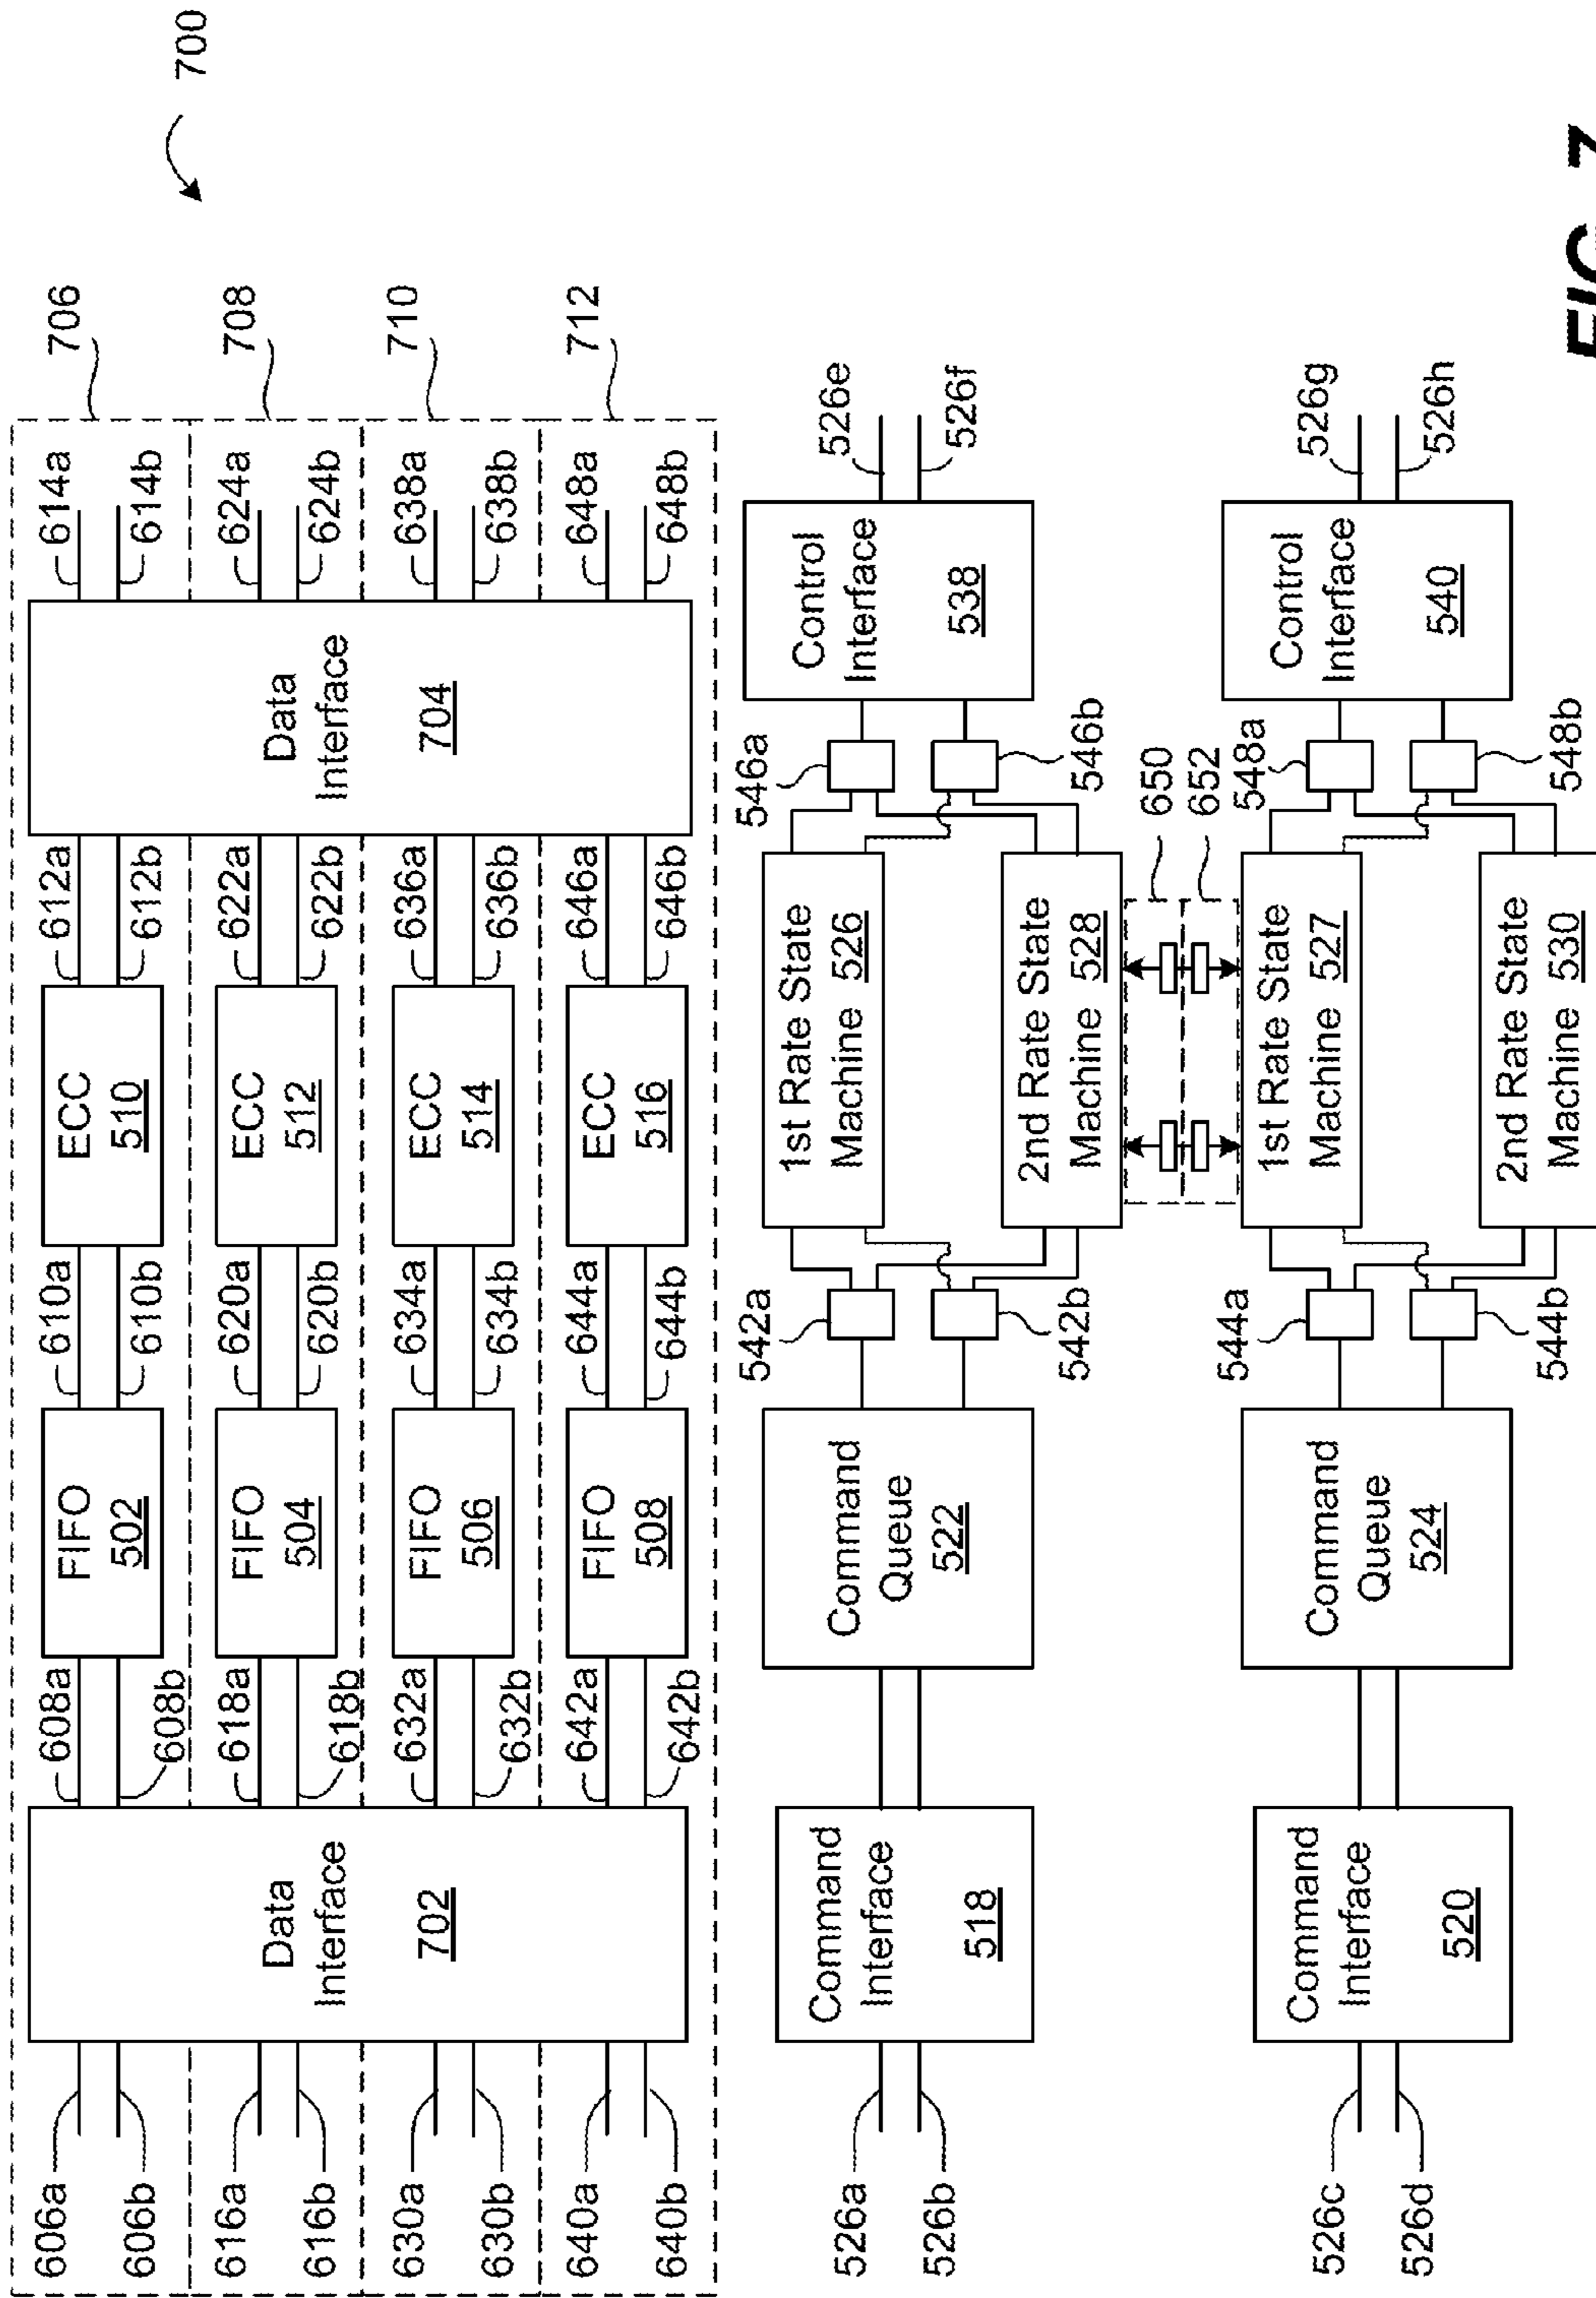 700
706
708
710
712
614a
614b
624a
624b
638a
638b
648a
648b
Data
Interface
704
612a
612b
622a
622b
636a
636b
646a
646b
ECC
510
ECC
512
ECC
514
ECC
516
610a
610b
620a
620b
634a
634b
644a
644b
FIFO
502
FIFO
504
FIFO
506
FIFO
508
608a
608b
618a
618b
632a
632b
642a
642b
Data
Interface
702
606a
606b
616a
616b
630a
630b
640a
640b
526e
526f
Control
Interface
538
546a
546b
1st Rate State
Machine 526
2nd Rate State
Machine 528
542a
542b
Command
Queue
522
Command
Interface
518
526a
526b
650
652
526g
526h
Control
Interface
540
548a
548b
1st Rate State
Machine 527
2nd Rate State
Machine 530
544a
544b
Command
Queue
524
Command
Interface
520
526c
526d
FIG. 7